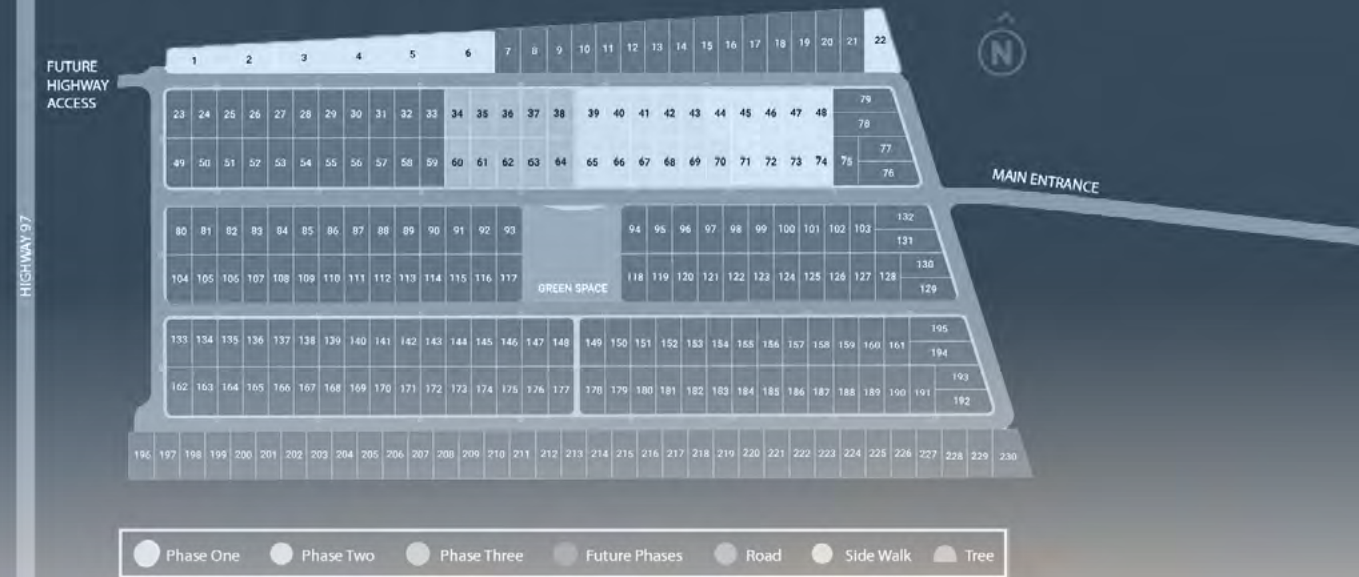 N
FUTURE
HIGHWAY
ACCESS
HIGHWAY 97
MAIN ENTRANCE
1 2 3 4 5 6 7 8 9 10 11 12 13 14 15 16 17 18 19 20 21 22
23 24 25 26 27 28 29 30 31 32 33 34 35 36 37 38 39 40 41 42 43 44 45 46 47 48 79
78
49 50 51 52 53 54 55 56 57 58 59 60 61 62 63 64 65 66 67 68 69 70 71 72 73 74 75 77
76
80 81 82 83 84 85 86 87 88 89 90 91 92 93 94 95 96 97 98 99 100 101 102 103 132
131
104 105 106 107 108 109 110 111 112 113 114 115 116 117 GREEN SPACE 118 119 120 121 122 123 124 125 126 127 128 130
129
133 134 135 136 137 138 139 140 141 142 143 144 145 146 147 148 149 150 151 152 153 154 155 156 157 158 159 160 161 195
194
162 163 164 165 166 167 168 169 170 171 172 173 174 175 176 177 178 179 180 181 182 183 184 185 186 187 188 189 190 191 193
192
196 197 198 199 200 201 202 203 204 205 206 207 208 209 210 211 212 213 214 215 216 217 218 219 220 221 222 223 224 225 226 227 228 229 230
Phase One Phase Two Phase Three Future Phases Road Side Walk Tree